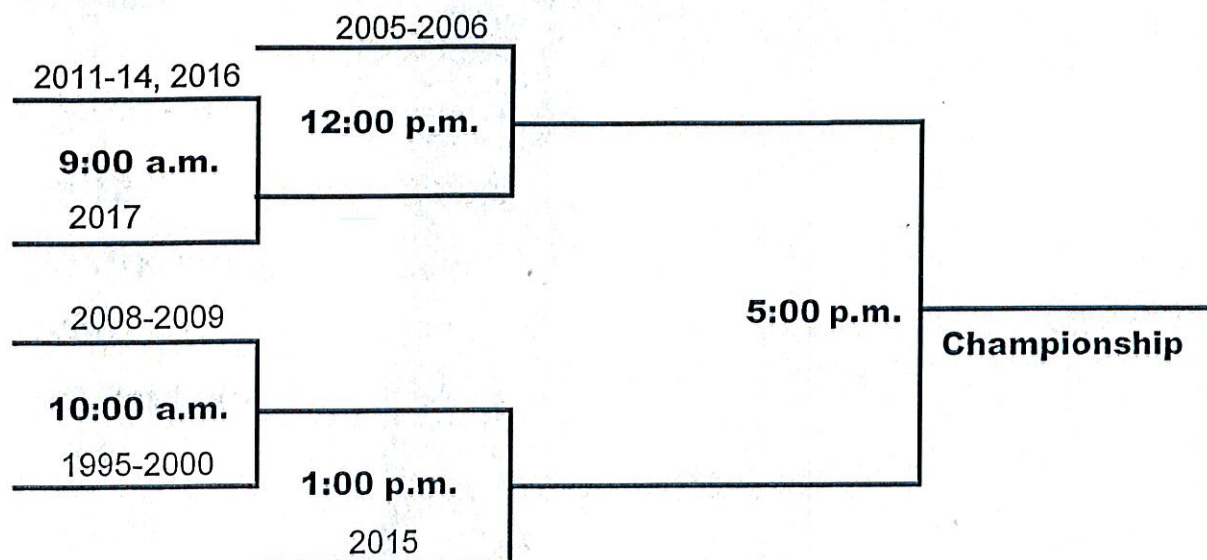 2005-2006
2011-14, 2016
12:00 p.m.
9:00 a.m.
2017
2008-2009
5:00 p.m.
Championship
10:00 a.m.
1995-2000
1:00 p.m.
2015